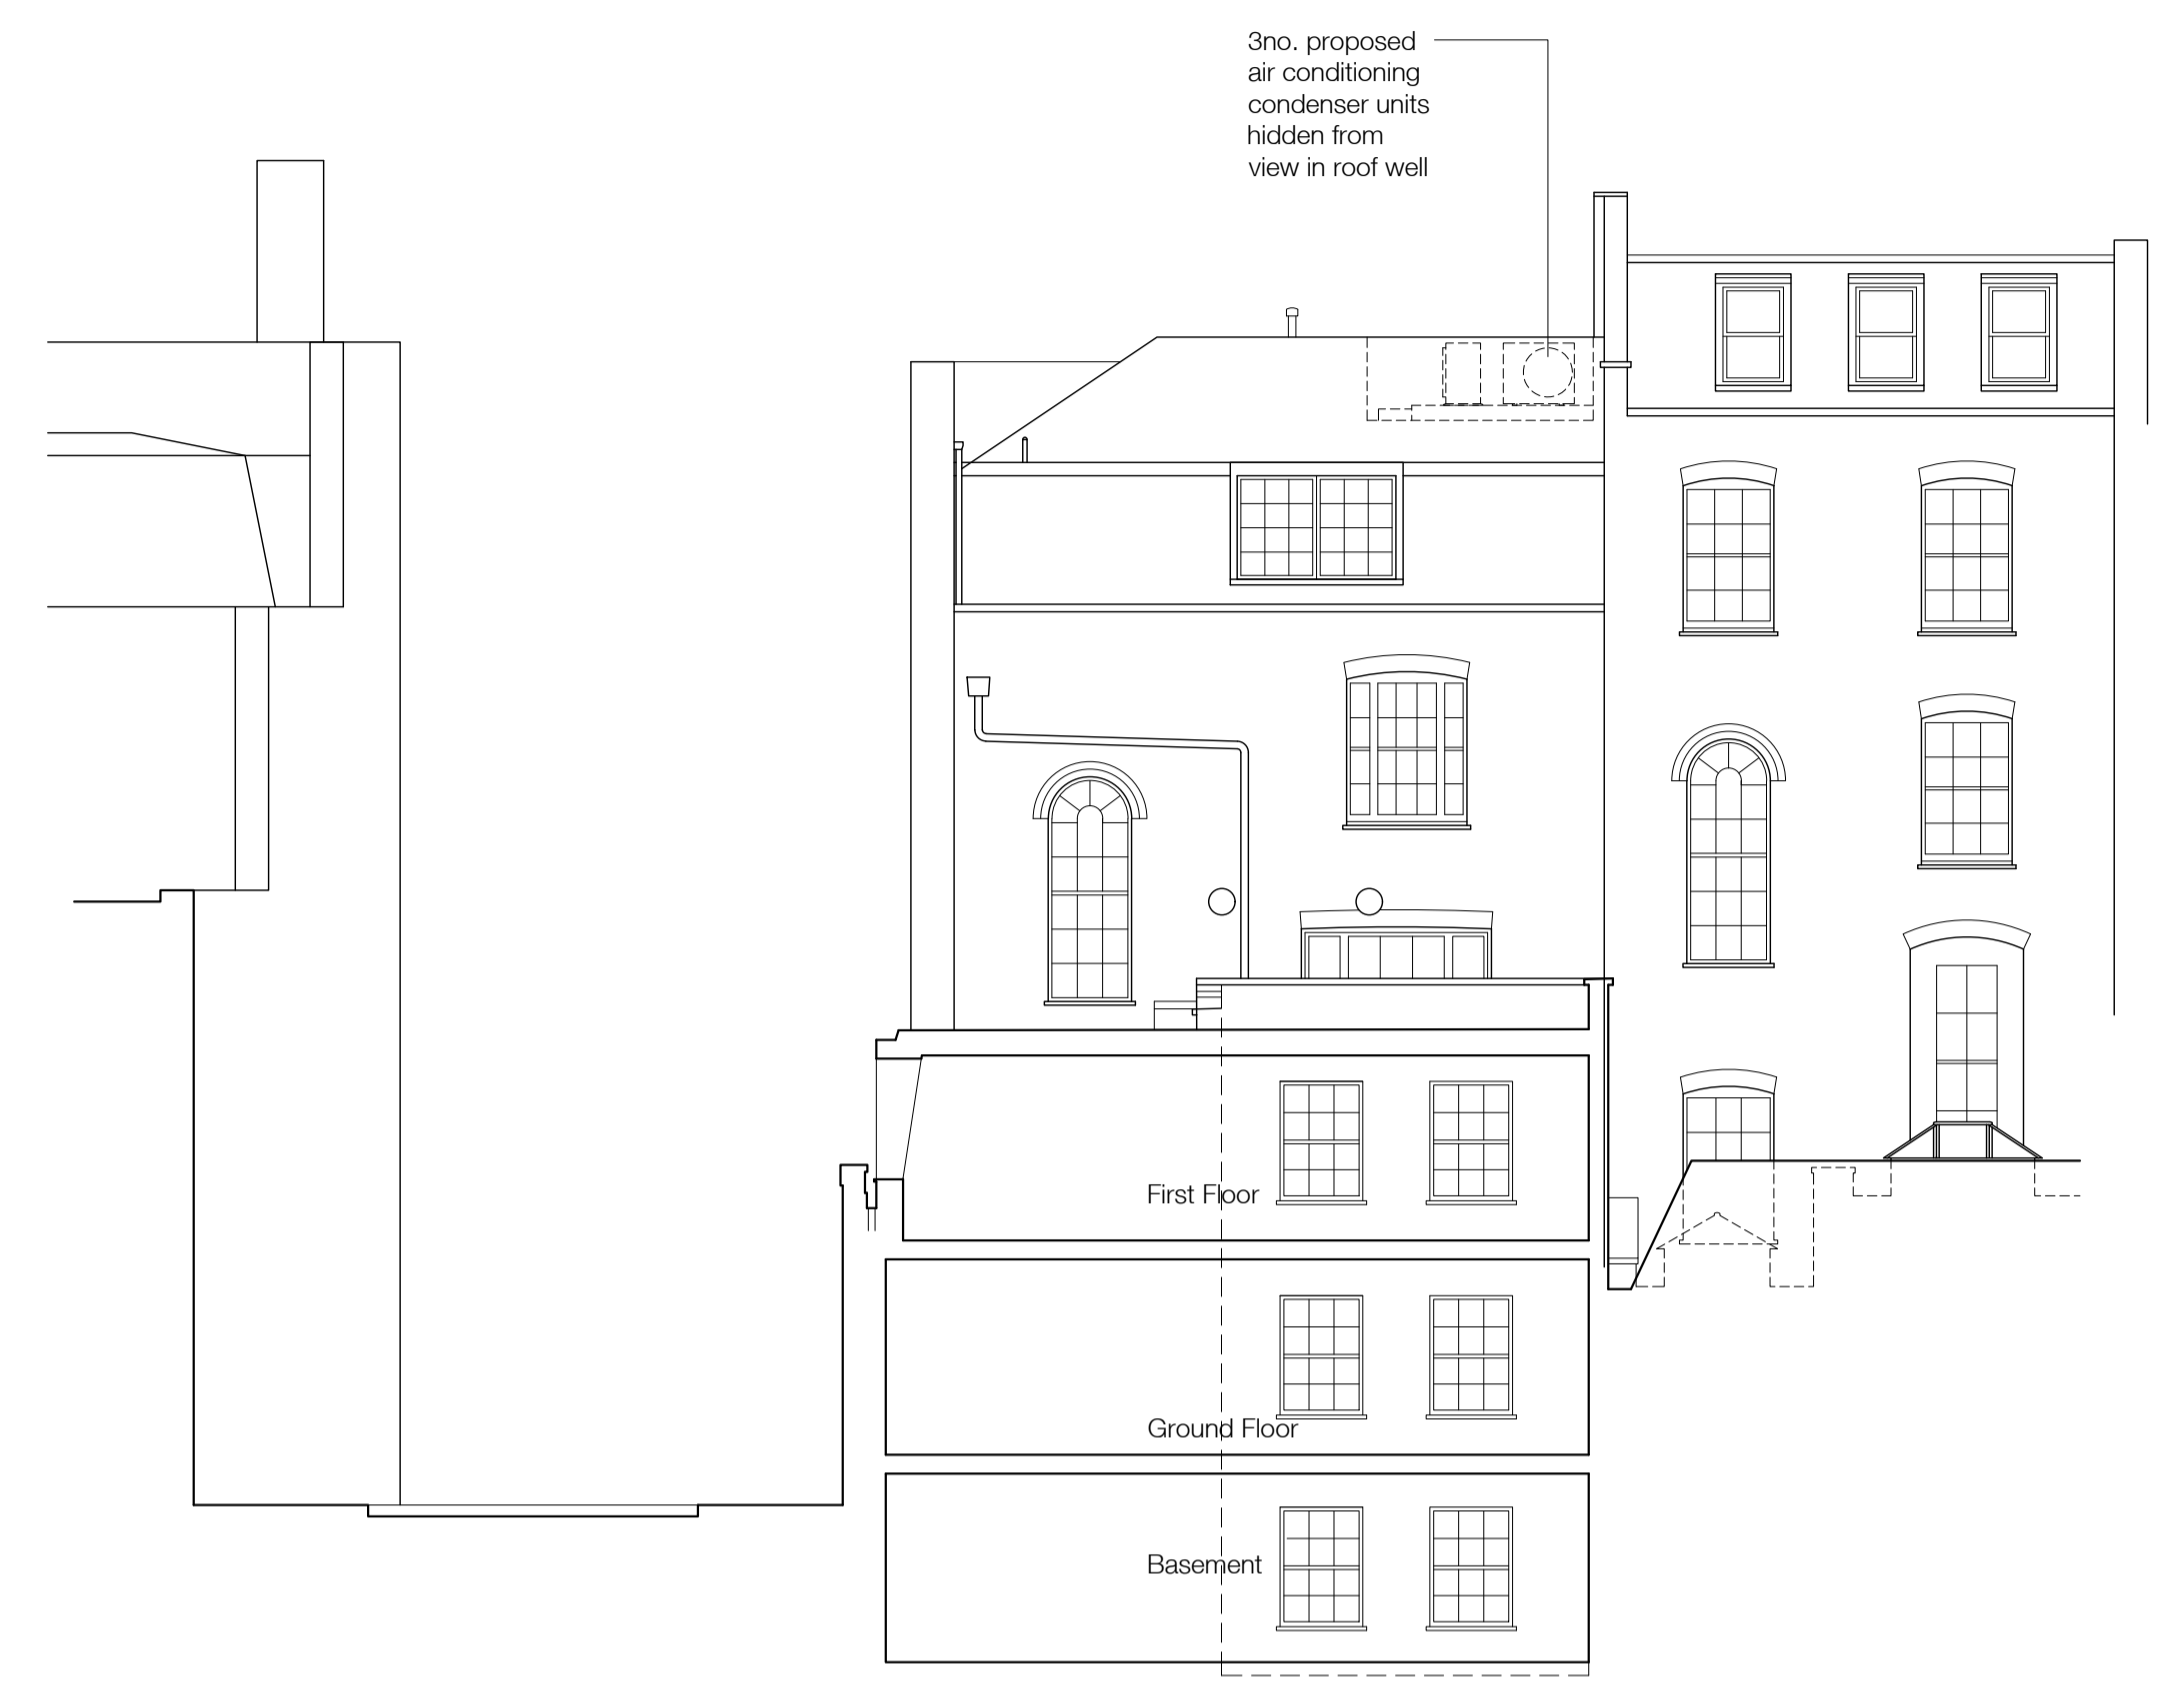 3no. proposed
air conditioning
condenser units
hidden from
view in roof well
First Floor
Ground Floor
Basement